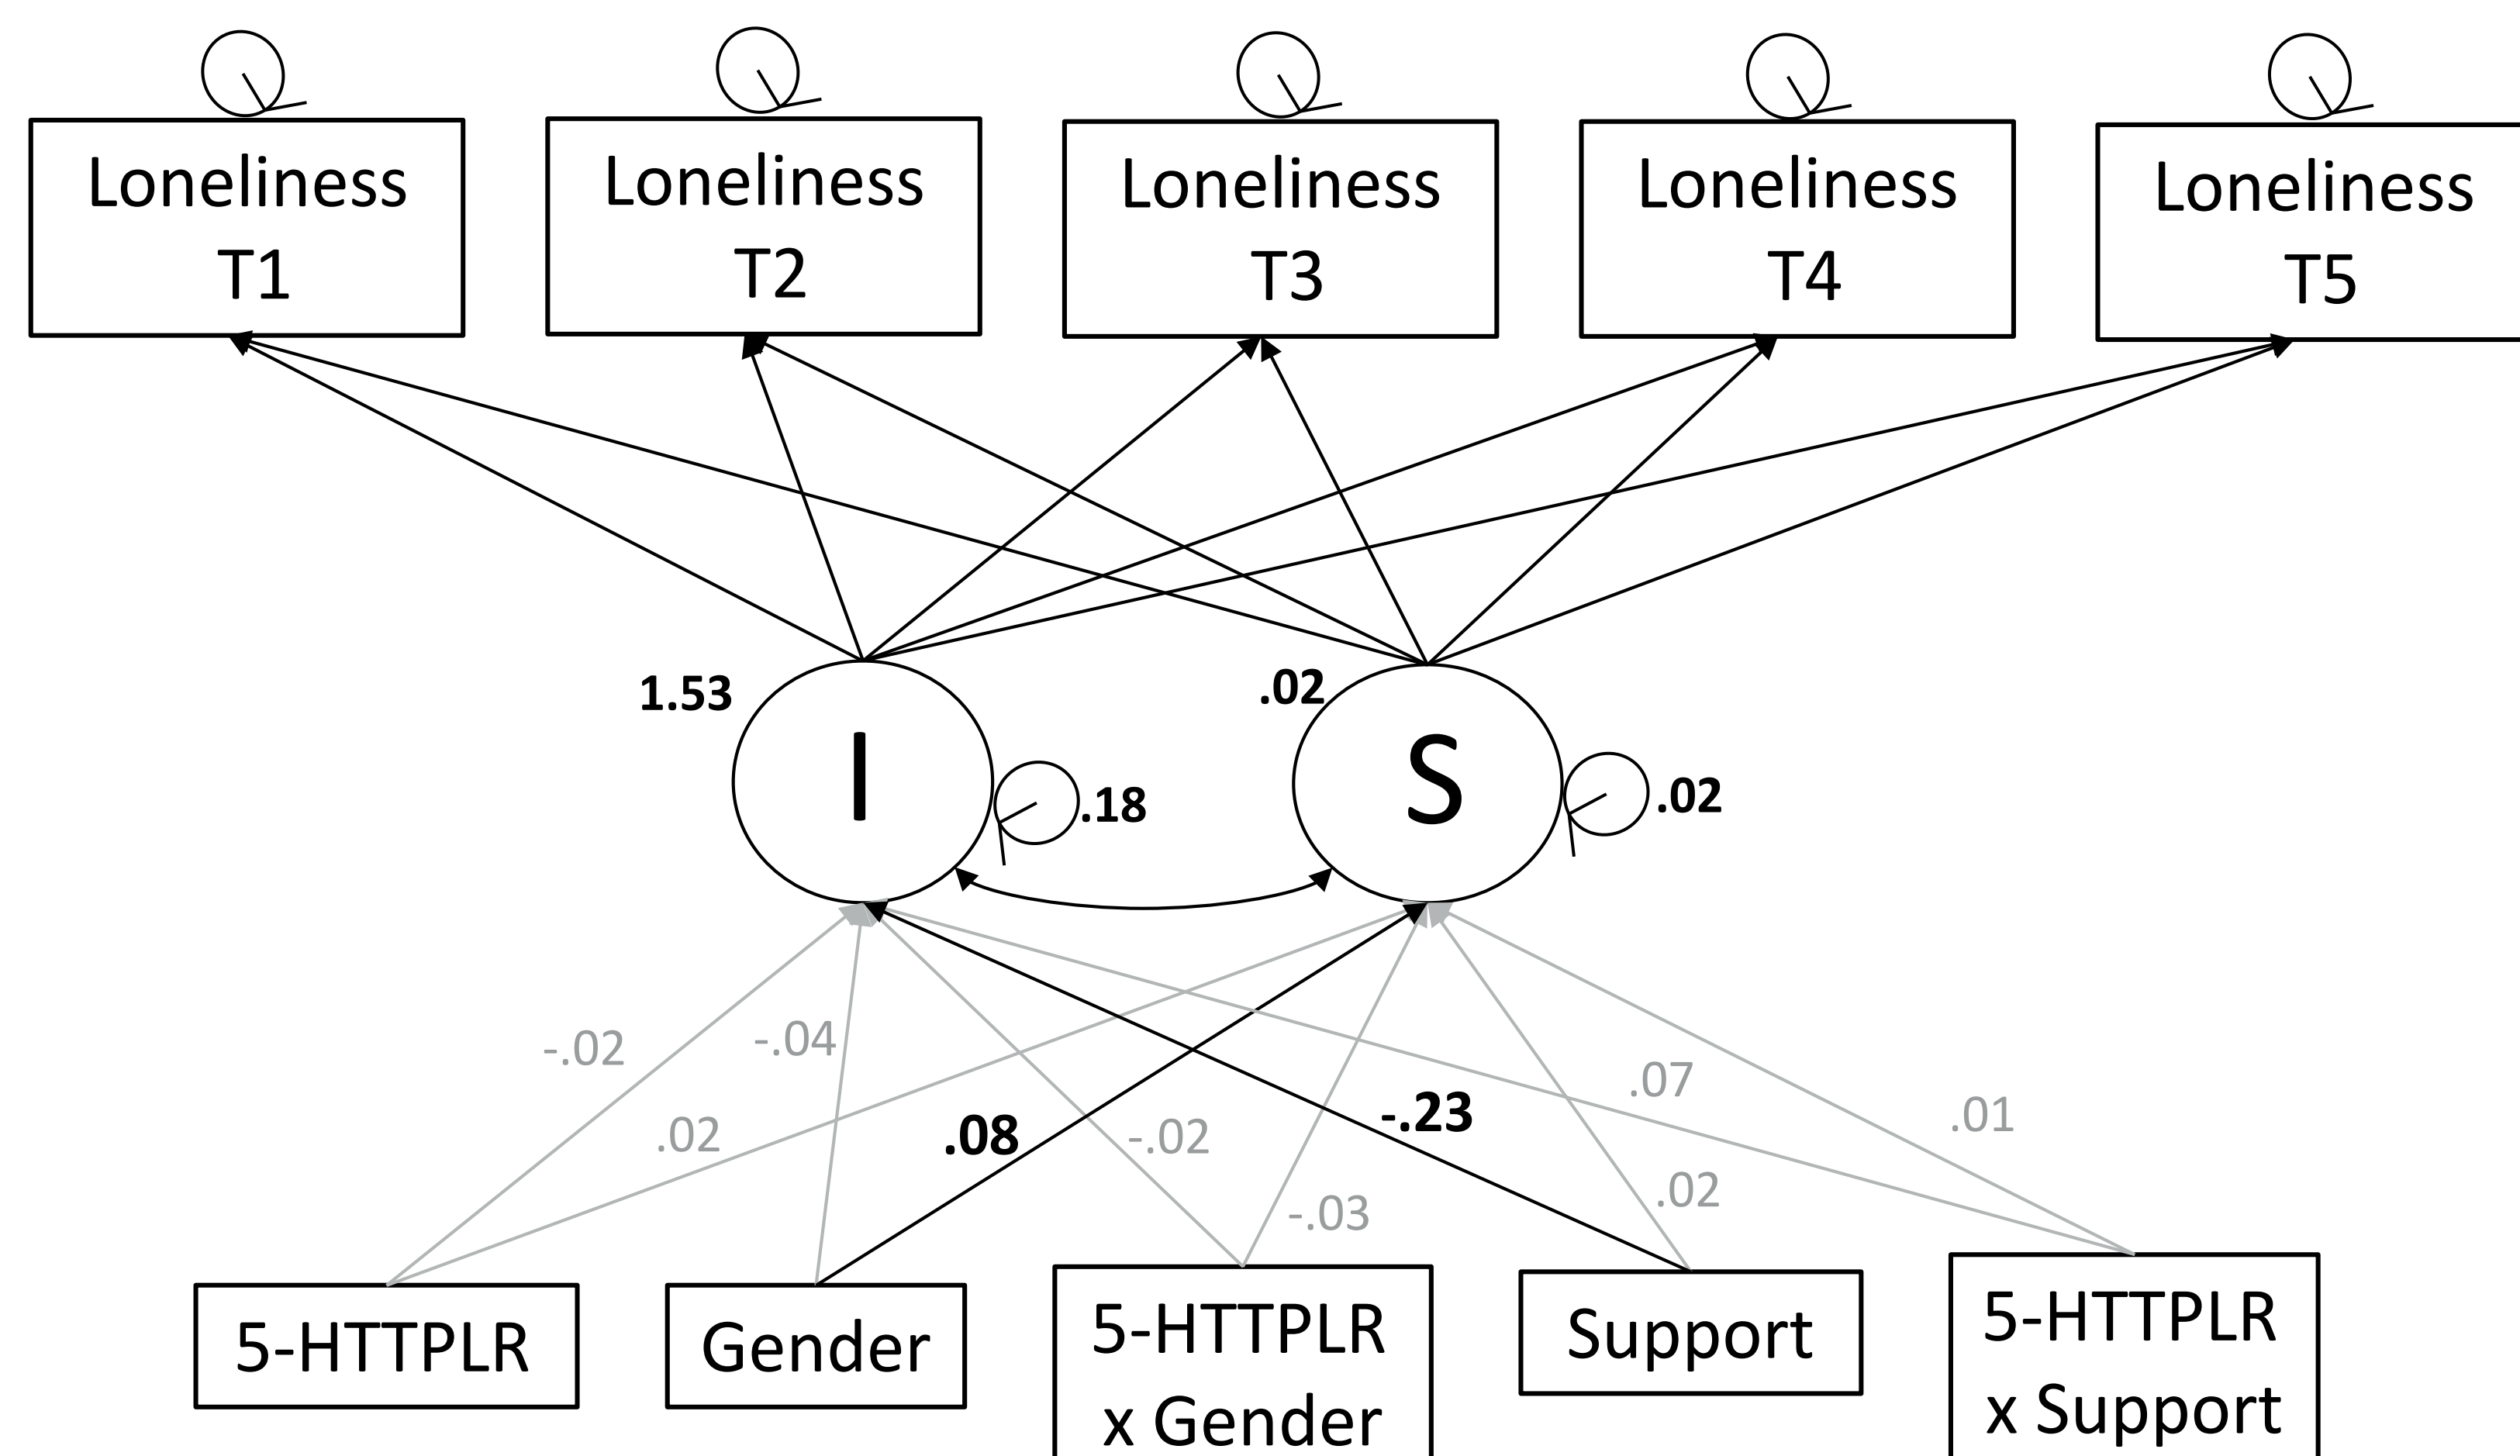 Loneliness
T1
Loneliness
T2
Loneliness
T3
Loneliness
T4
Loneliness
T5
1.53
I
.18
.02
S
.02
-.02
-.04
.02
.08
-.02
-.03
-.23
.07
.02
.01
5-HTTPLR
Gender
5-HTTPLR
x Gender
Support
5-HTTPLR
x Support